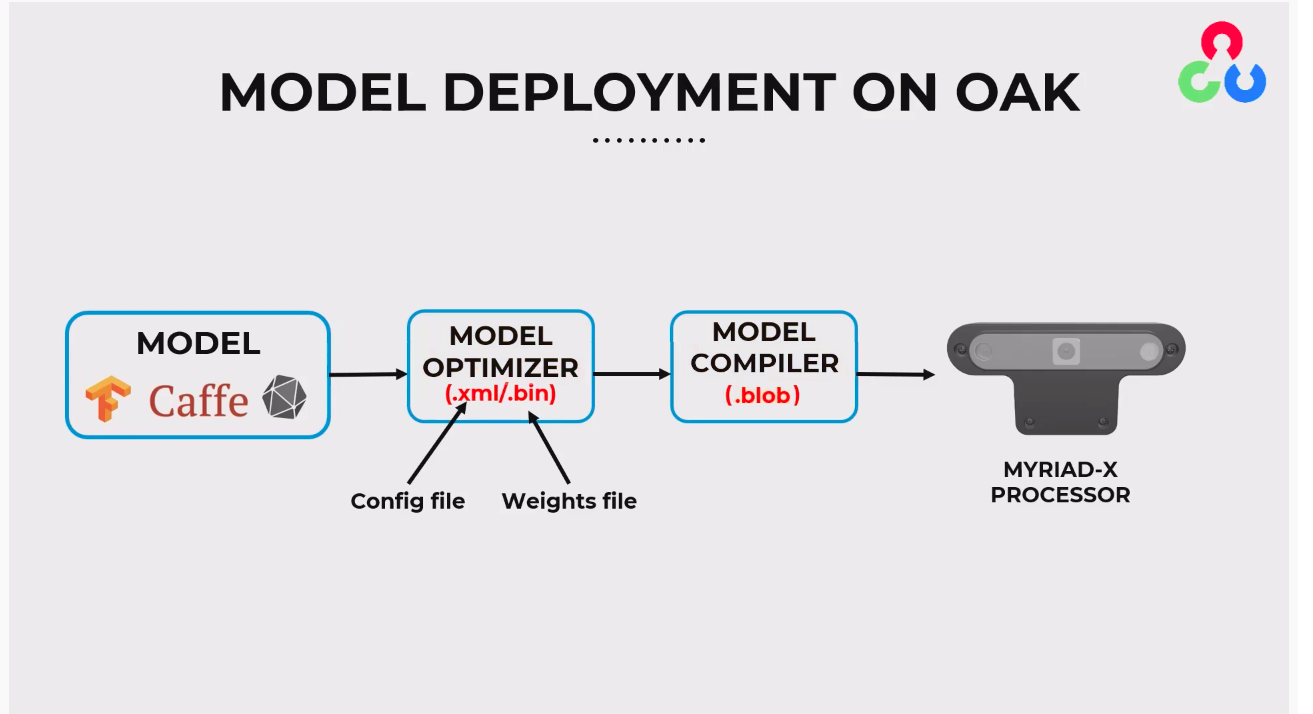 MODEL DEPLOYMENT ON OAK
MODEL
Caffe
MODEL
OPTIMIZER
(.xml/.bin)
Config file
Weights file
MODEL
COMPILER
(.blob)
MYRIAD-X
PROCESSOR